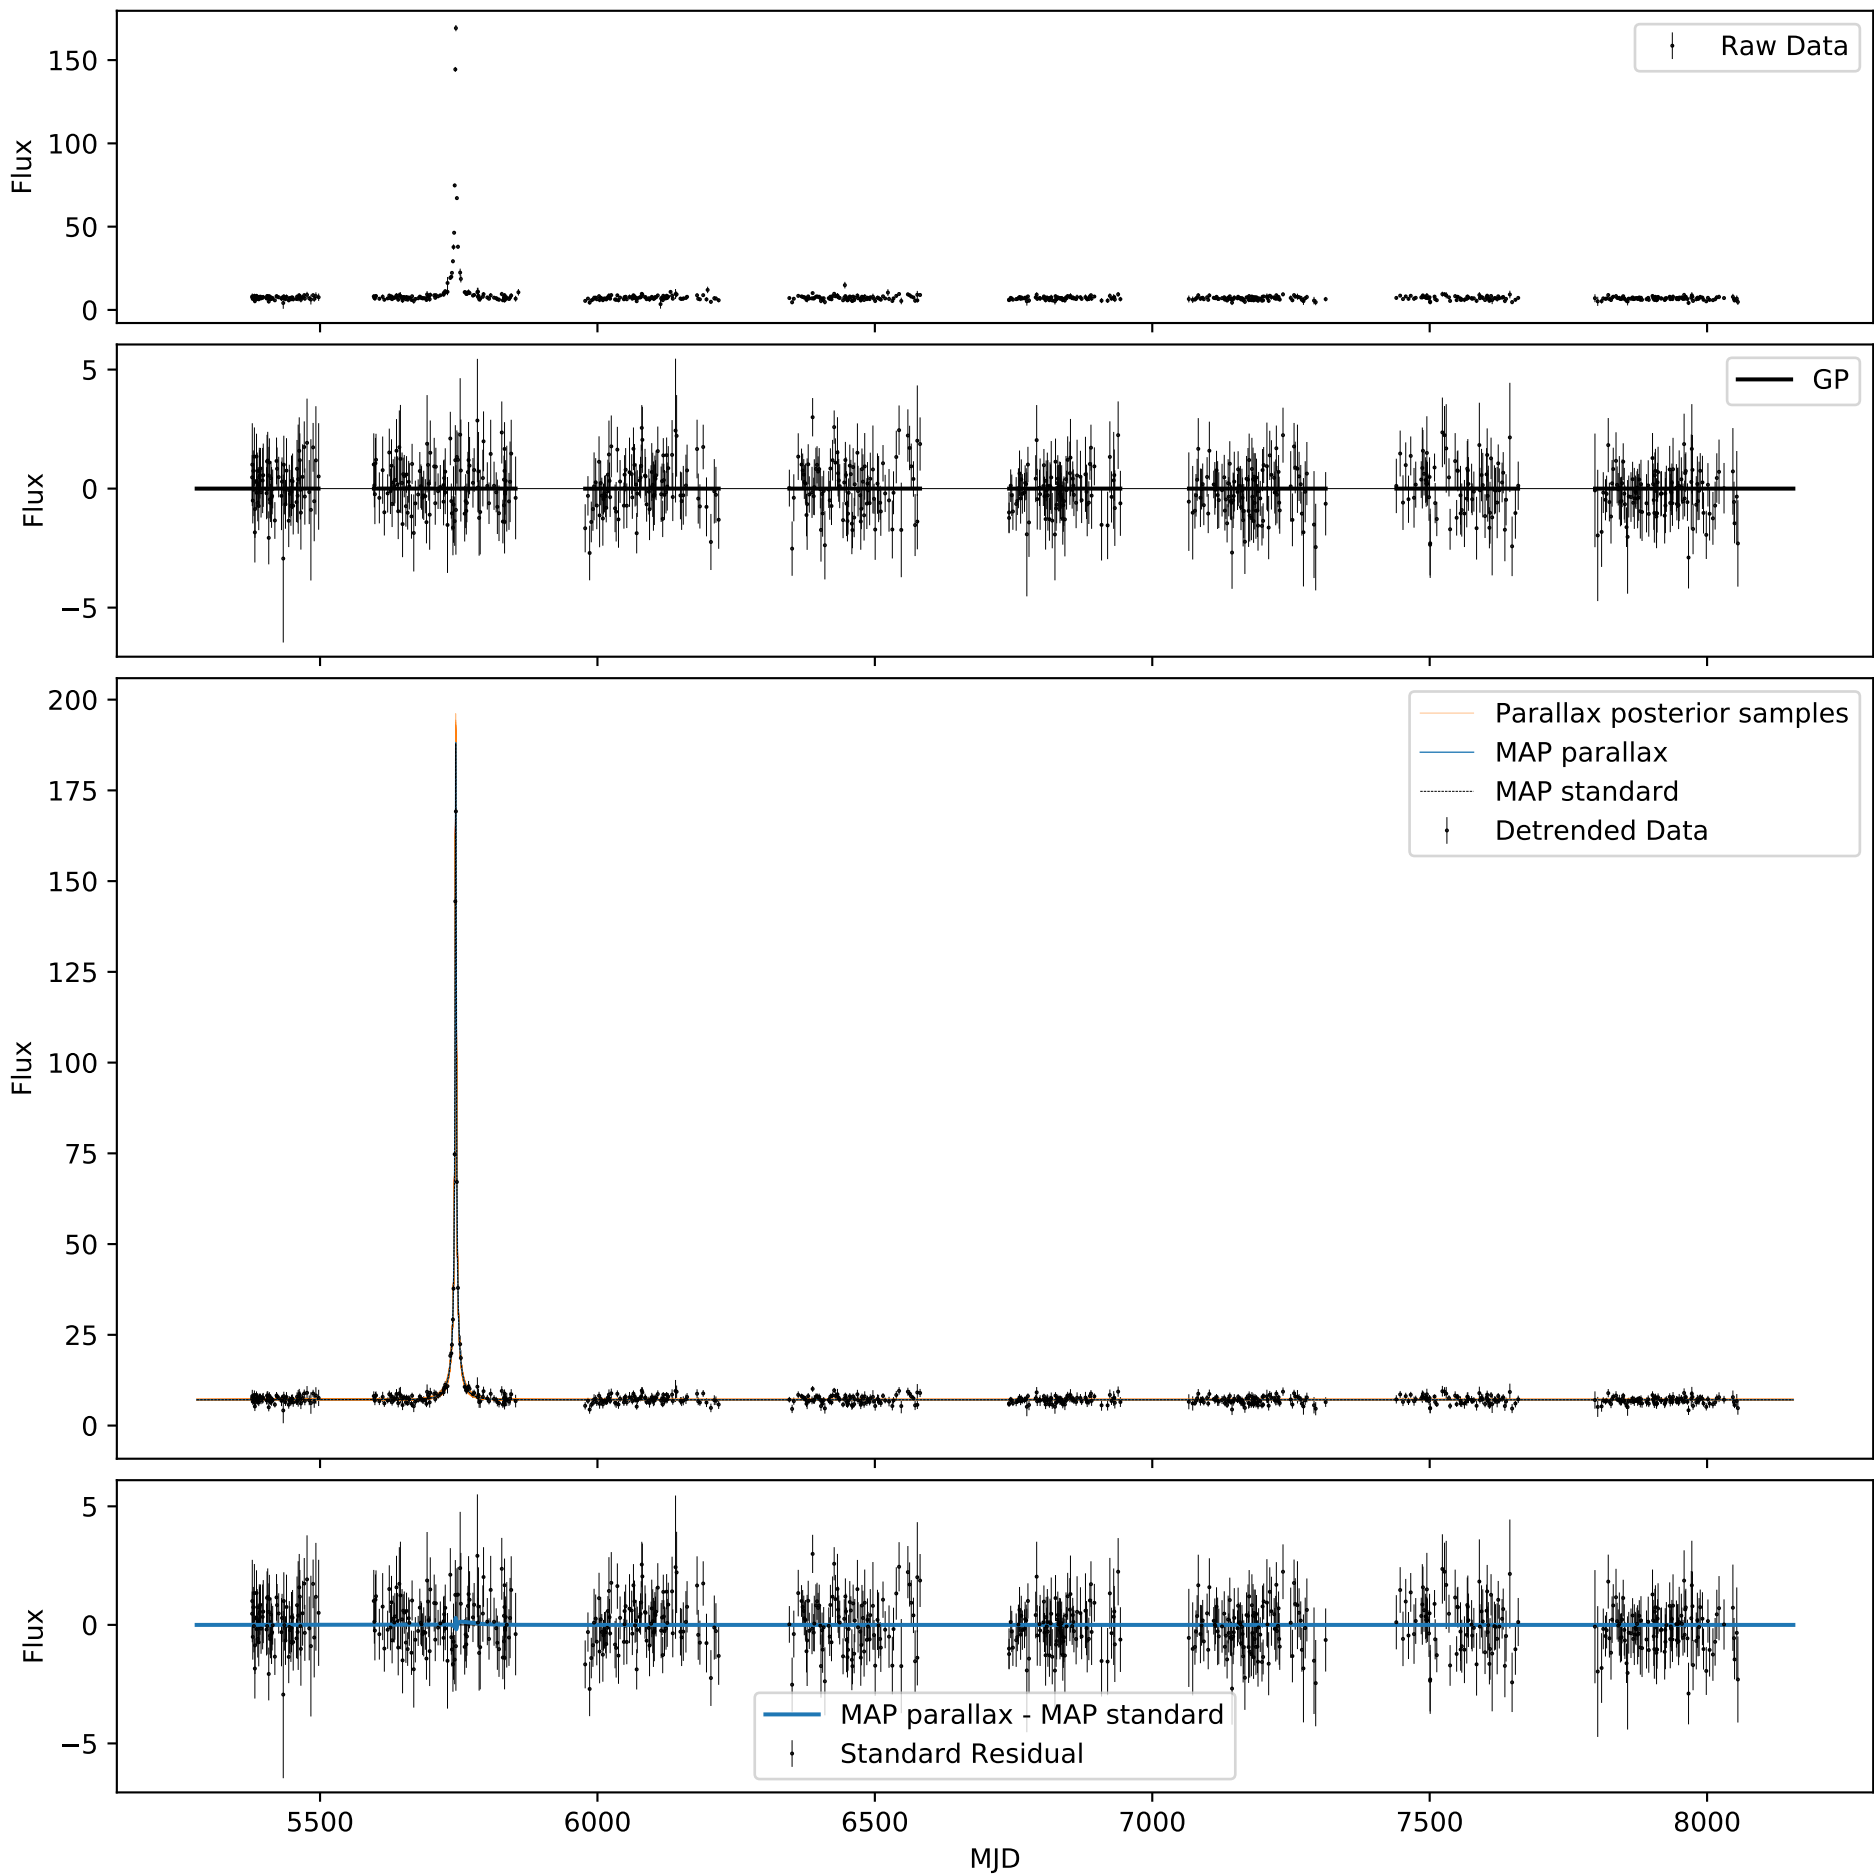 Flux
150
100
50
0
Raw Data
Flux
5
0
−5
GP
Flux
200
175
150
125
100
75
50
25
0
Parallax posterior samples
MAP parallax
MAP standard
Detrended Data
Flux
5
0
−5
MAP parallax - MAP standard
Standard Residual
5500 6000 6500 7000 7500 8000
MJD